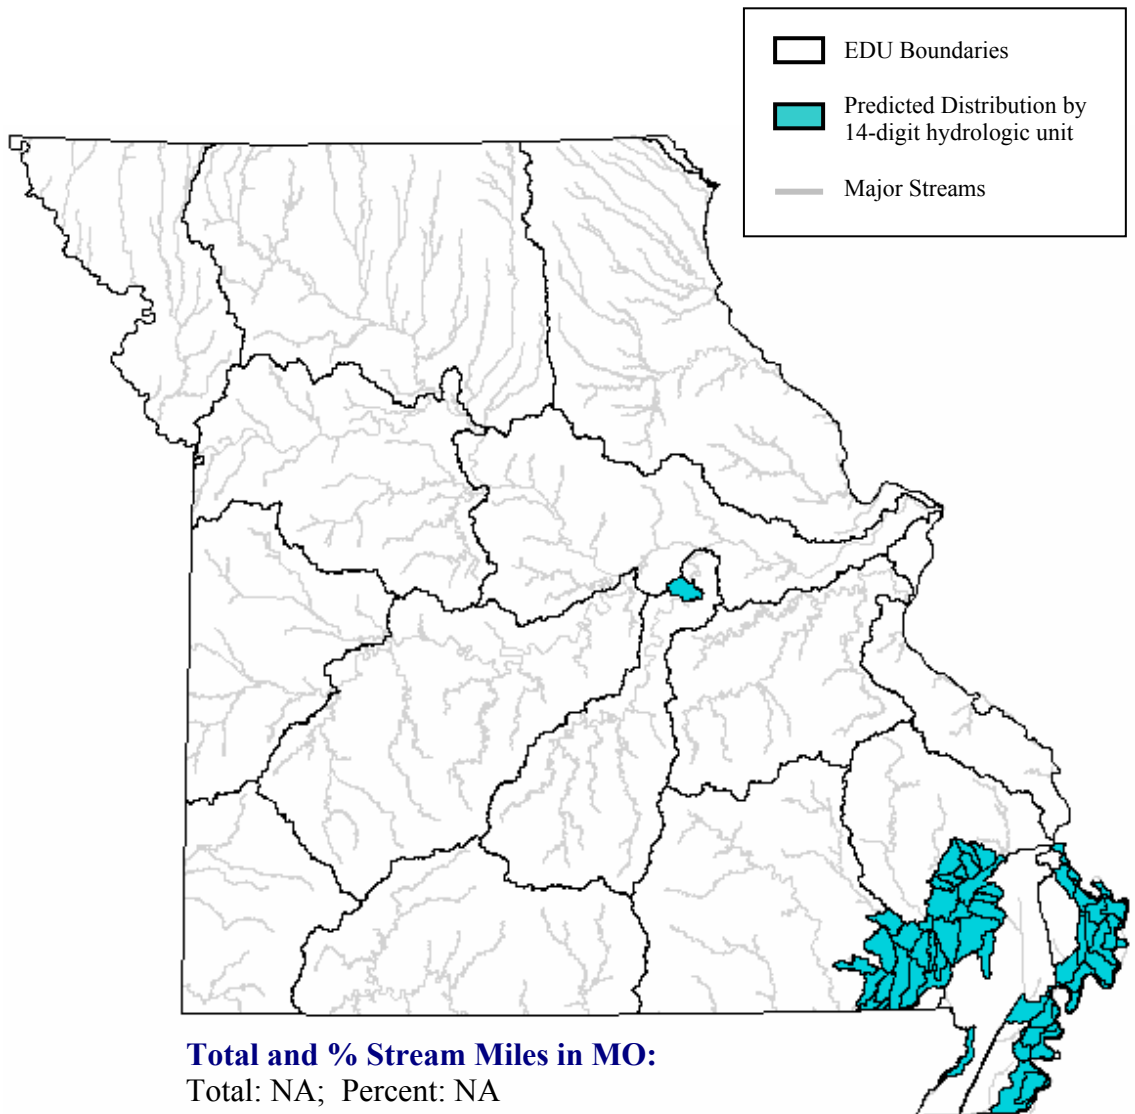 EDU Boundaries
Predicted Distribution by
14-digit hydrologic unit
Major Streams
Total and % Stream Miles in MO:
Total: NA; Percent: NA